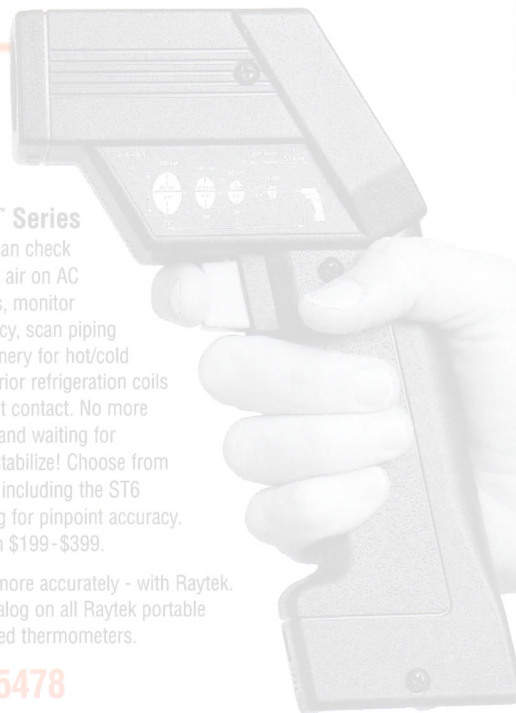 Series
an check
air on AC
s, monitor
cy, scan piping
nery for hot/cold
rior refrigeration coils
t contact. No more
and waiting for
tabilize! Choose from
including the ST6
g for pinpoint accuracy.
$199-$399.
more accurately - with Raytek.
alog on all Raytek portable
ed thermometers.
5478